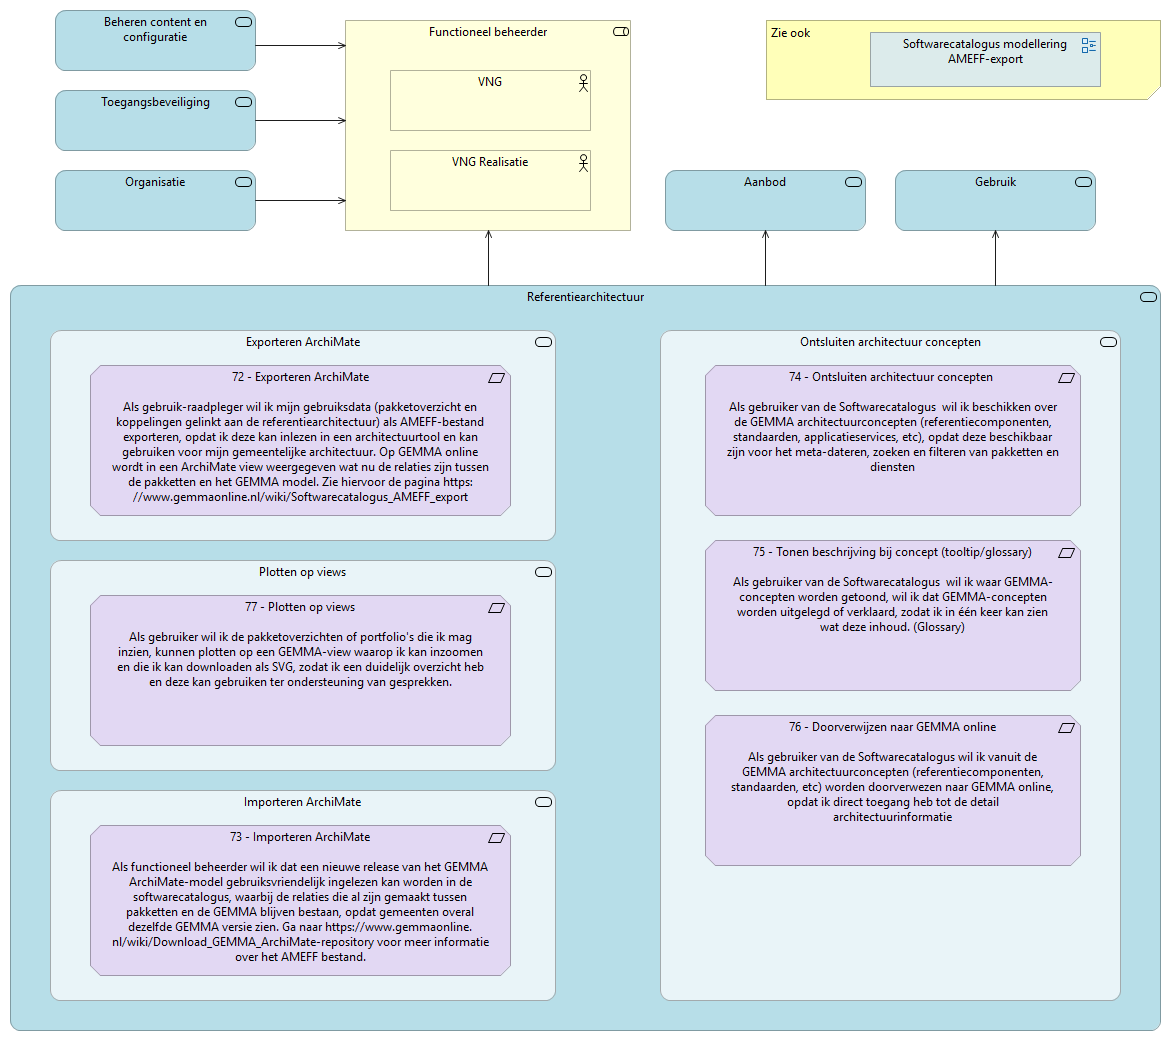 Beheren content en
configuratie
Toegangsbeveiliging
Organisatie
Functioneel beheerder
VNG
VNG Realisatie
Zie ook
Softwarecatalogus modellering
AMEFF-export
Aanbod
Gebruik
Referentiearchitectuur
Exporteren ArchiMate
72 - Exporteren ArchiMate
Als gebruik-raadpleger wil ik mijn gebruiksdata (pakketoverzicht en
koppelingen gelinkt aan de referentiearchitectuur) als AMEFF-bestand
exporteren, opdat ik deze kan inlezen in een architectuurtool en kan
gebruiken voor mijn gemeentelijke architectuur. Op GEMMA online
wordt in een ArchiMate view weergegeven wat nu de relaties zijn tussen
de pakketten en het GEMMA model. Zie hiervoor de pagina https:
//www.gemmaonline.nl/wiki/Softwarecatalogus_AMEFF_export
Plotten op views
77 - Plotten op views
Als gebruiker wil ik de pakketoverzichten of portfolio's die ik mag
inzien, kunnen plotten op een GEMMA-view waarop ik kan inzoomen
en die ik kan downloaden als SVG, zodat ik een duidelijk overzicht heb
en deze kan gebruiken ter ondersteuning van gesprekken.
Importeren ArchiMate
73 - Importeren ArchiMate
Als functioneel beheerder wil ik dat een nieuwe release van het GEMMA
ArchiMate-model gebruiksvriendelijk ingelezen kan worden in de
softwarecatalogus, waarbij de relaties die al zijn gemaakt tussen
pakketten en de GEMMA blijven bestaan, opdat gemeenten overal
dezelfde GEMMA versie zien. Ga naar https://www.gemmaonline.
nl/wiki/Download_GEMMA_ArchiMate-repository voor meer informatie
over het AMEFF bestand.
Ontsluiten architectuur concepten
74 - Ontsluiten architectuur concepten
Als gebruiker van de Softwarecatalogus  wil ik beschikken over
de GEMMA architectuurconcepten (referentiecomponenten,
standaarden, applicatieservices, etc), opdat deze beschikbaar
zijn voor het meta-dateren, zoeken en filteren van pakketten en
diensten
75 - Tonen beschrijving bij concept (tooltip/glossary)
Als gebruiker van de Softwarecatalogus  wil ik waar GEMMA-
concepten worden getoond, wil ik dat GEMMA-concepten
worden uitgelegd of verklaard, zodat ik in één keer kan zien
wat deze inhoud. (Glossary)
76 - Doorverwijzen naar GEMMA online
Als gebruiker van de Softwarecatalogus wil ik vanuit de
GEMMA architectuurconcepten (referentiecomponenten,
standaarden, etc) worden doorverwezen naar GEMMA online,
opdat ik direct toegang heb tot de detail
architectuurinformatie